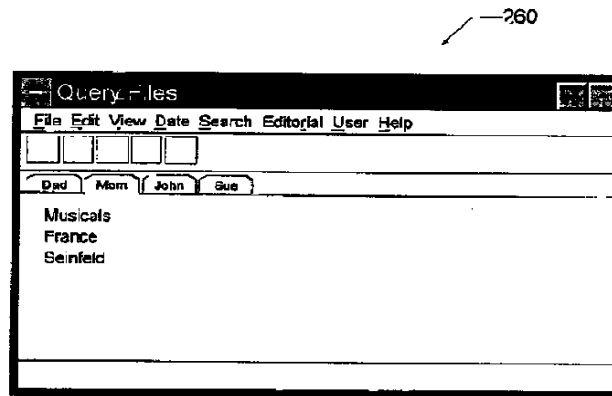 260
Query Files
File Edit View Date Search Editorial User Help
Dad Mom John Sue
Musicals
France
Seinfeld